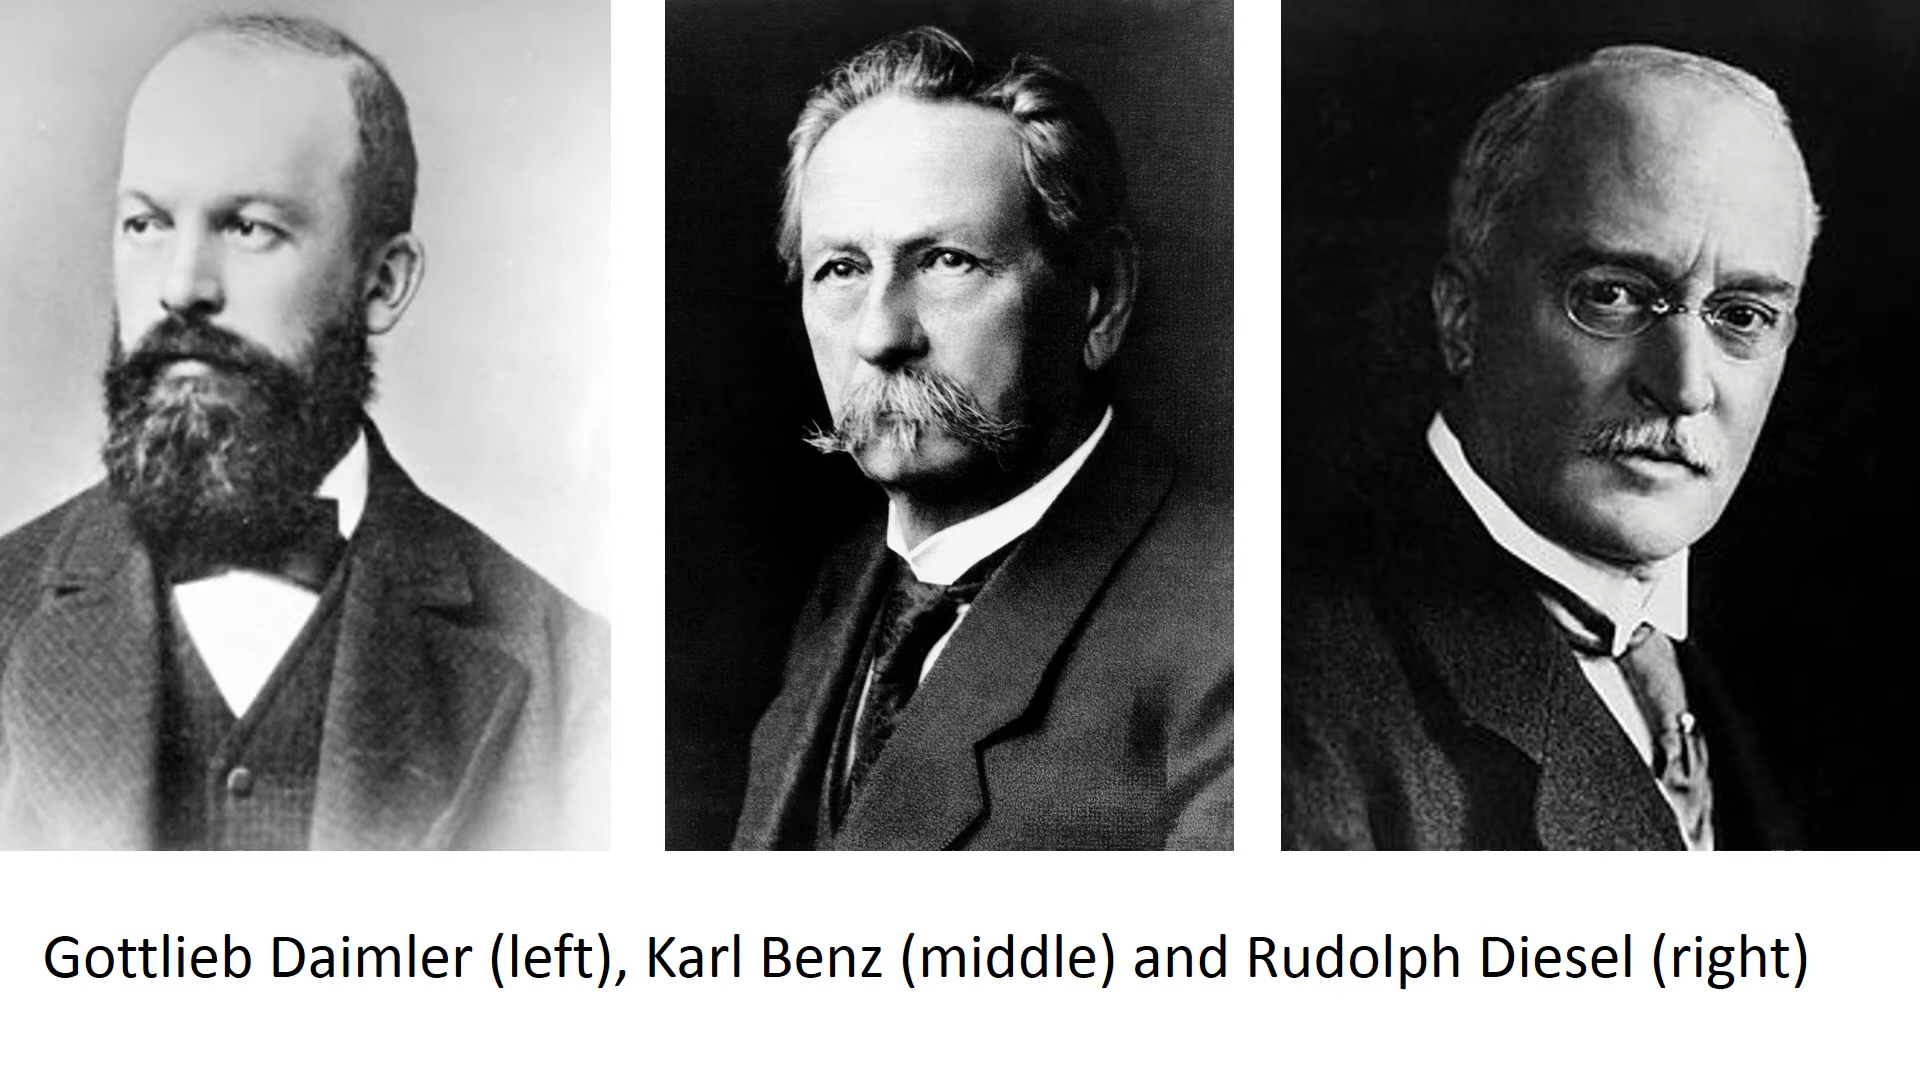 Gottlieb Daimler (left), Karl Benz (middle) and Rudolph Diesel (right)